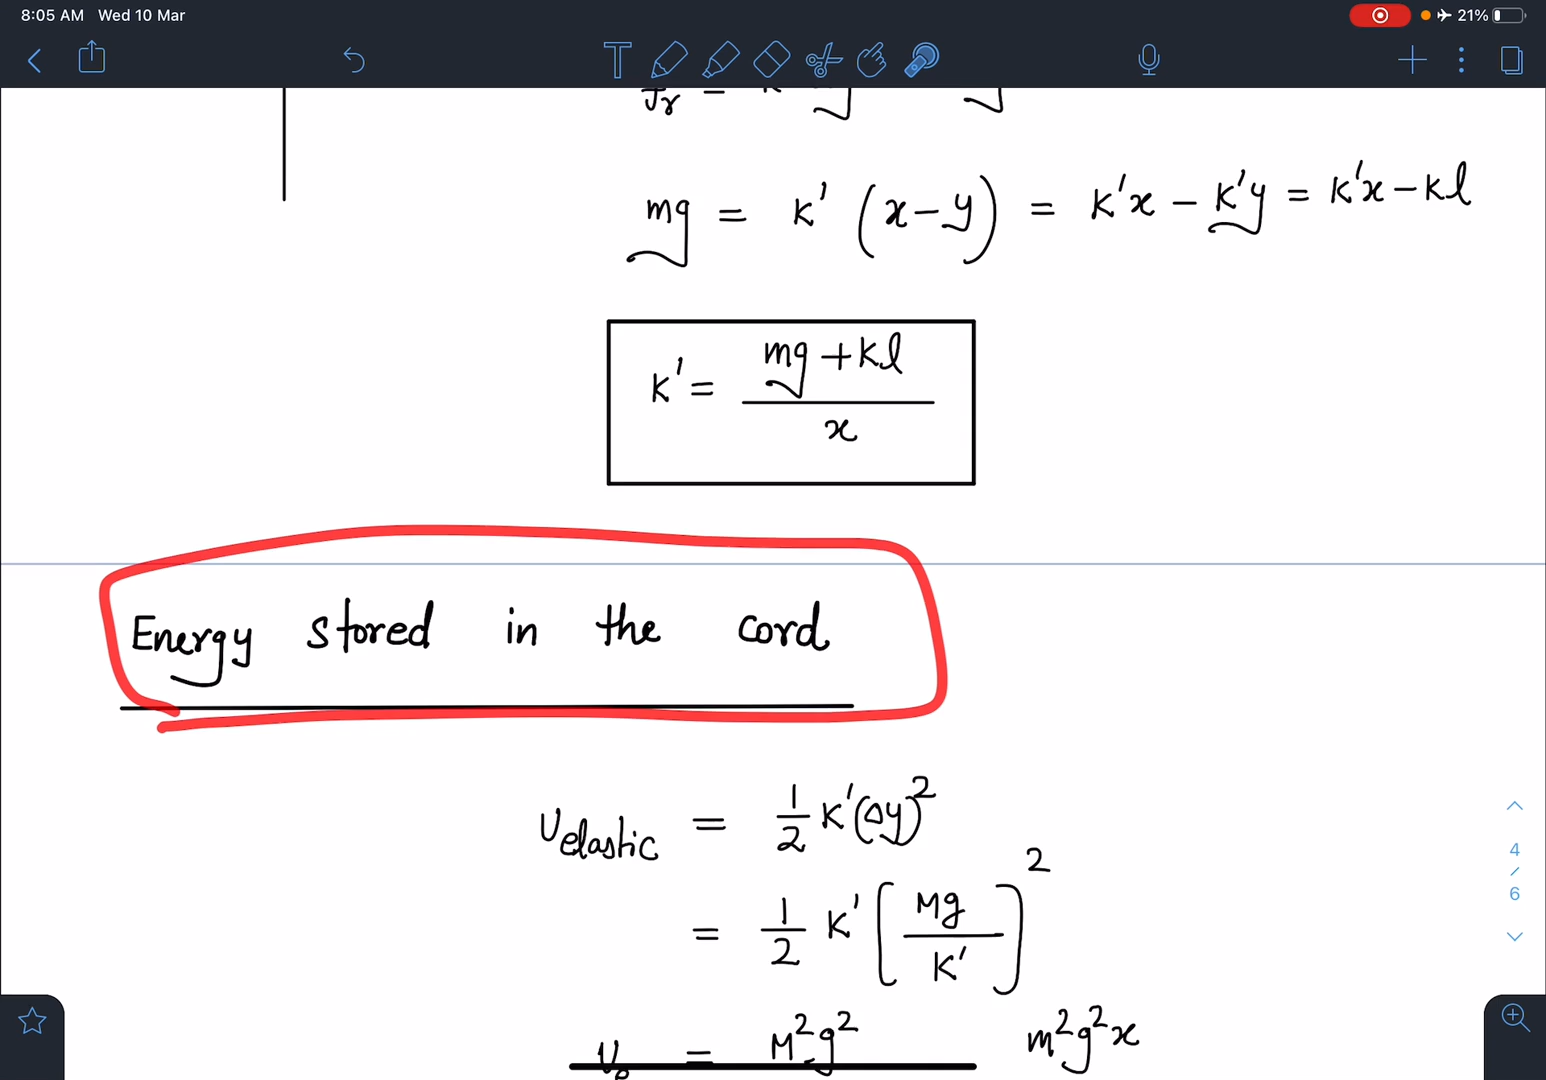 8:05 AM Wed 10 Mar 21%
T
mg = K' (x-y) = K'x - K'y = K'x - Kl
K' = mg + Kl
x
Energy stored in the cord
U elastic = 1/2 K'(Δy)²
= 1/2 K' [Mg/K']²
M²g² m²g²x
4
/
6